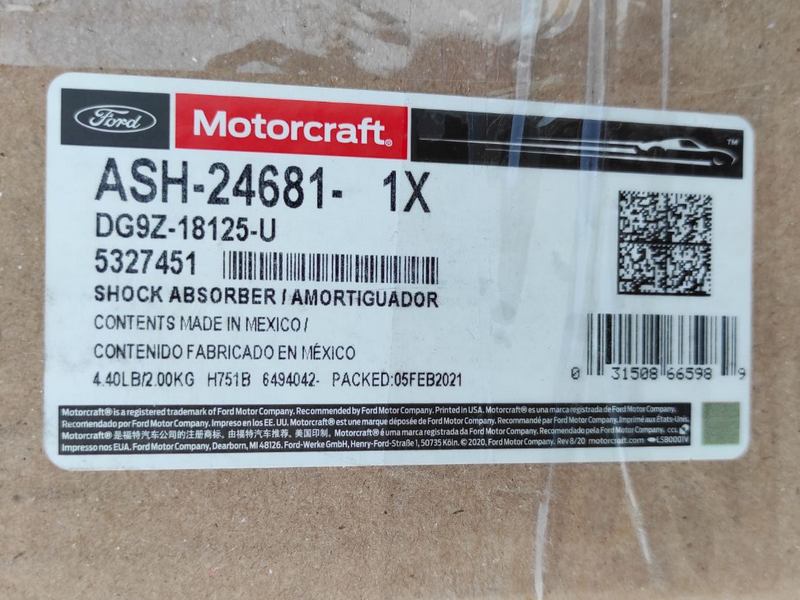 Ford Motorcraft® ™
ASH-24681- 1X
DG9Z-18125-U
5327451
SHOCK ABSORBER / AMORTIGUADOR
CONTENTS MADE IN MEXICO /
CONTENIDO FABRICADO EN MÉXICO
4.40LB/2.00KG H751B 6494042- PACKED:05FEB2021
0 31508 66598 9
Motorcraft® is a registered trademark of Ford Motor Company. Recommended by Ford Motor Company. Printed in USA. Motorcraft® es una marca registrada de Ford Motor Company.
Recomendado por Ford Motor Company. Impreso en los EE. UU. Motorcraft® est une marque déposée de Ford Motor Company. Recommandé par Ford Motor Company. Imprimé aux États-Unis.
Motorcraft® 是福特汽车公司的注册商标。由福特汽车推荐。美国印制。Motorcraft® é uma marca registrada da Ford Motor Company. Recomendado pela Ford Motor Company. CCL
Impresso nos EUA. Ford Motor Company, Dearborn, MI 48126. Ford-Werke GmbH, Henry-Ford-Straße 1, 50735 Köln. © 2020, Ford Motor Company. Rev 8/20 motorcraft.com LSB0001V